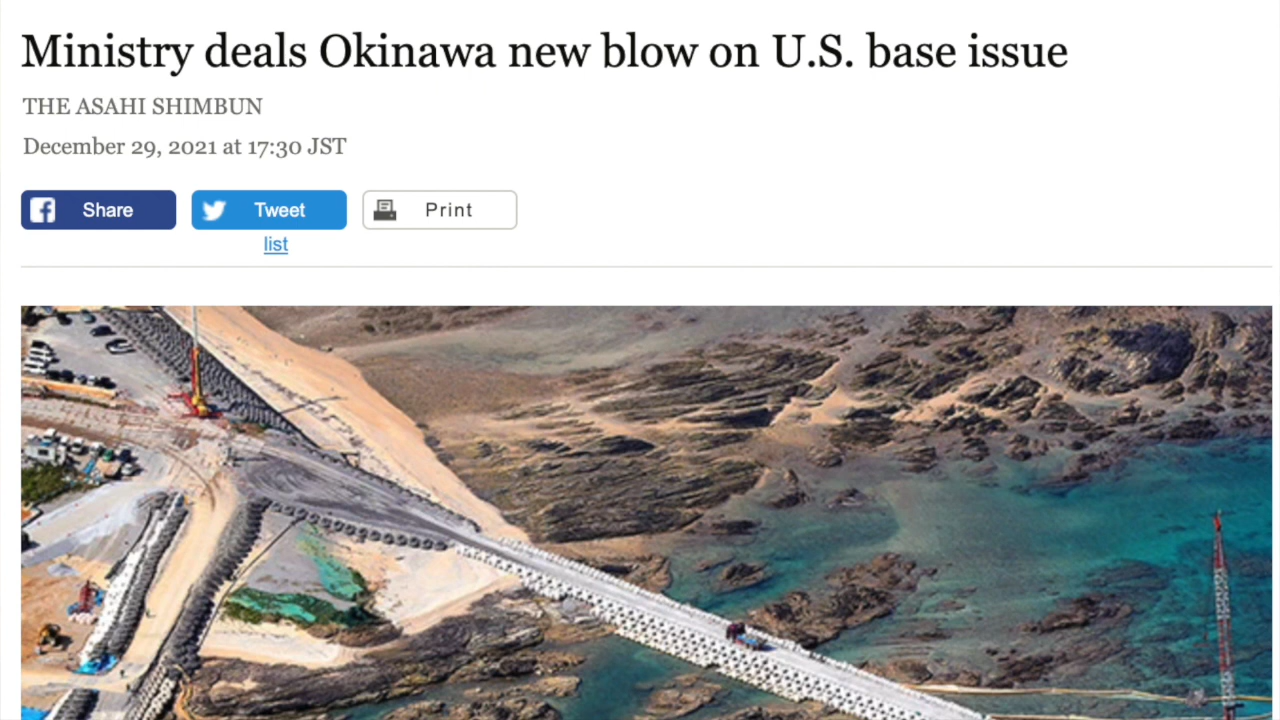 Ministry deals Okinawa new blow on U.S. base issue
THE ASAHI SHIMBUN
December 29, 2021 at 17:30 JST
Share Tweet Print
list